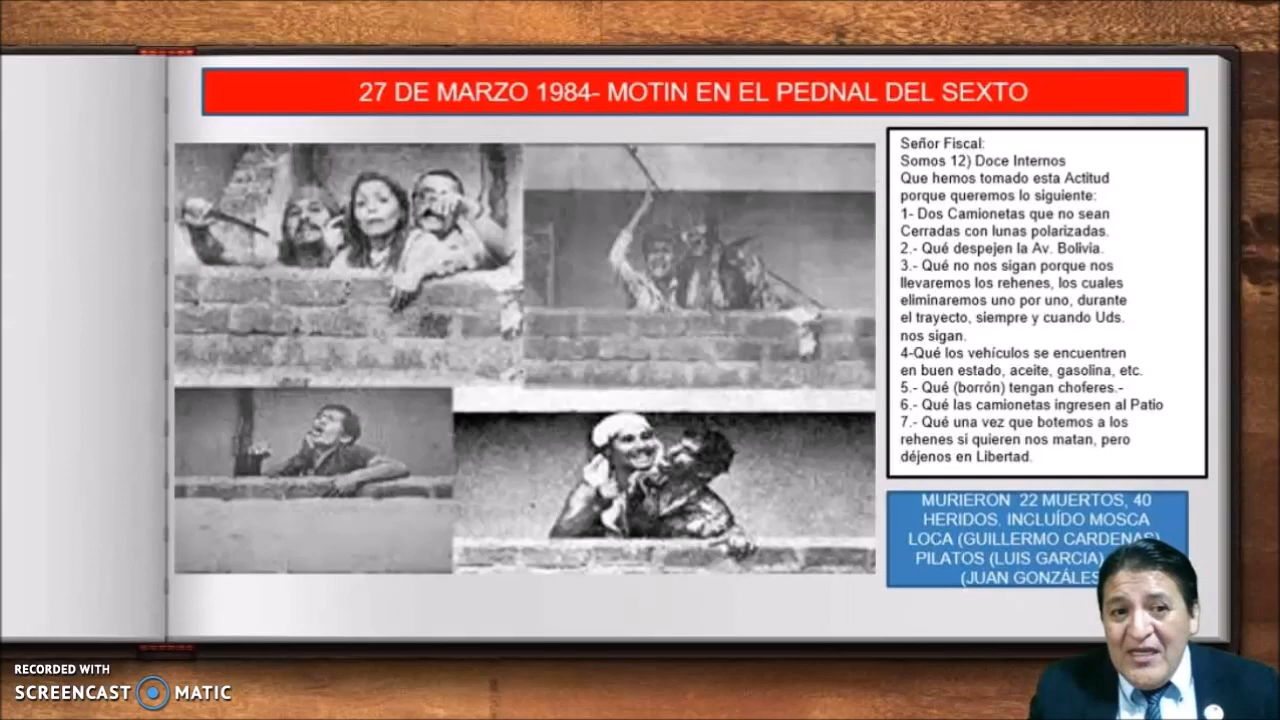 27 DE MARZO 1984- MOTIN EN EL PEDNAL DEL SEXTO
Señor Fiscal:
Somos 12) Doce Internos
Que hemos tomado esta Actitud
porque queremos lo siguiente:
1- Dos Camionetas que no sean
Cerradas con lunas polarizadas.
2.- Qué despejen la Av. Bolivia.
3.- Qué no nos sigan porque nos
llevaremos los rehenes, los cuales
eliminaremos uno por uno, durante
el trayecto, siempre y cuando Uds.
nos sigan.
4-Qué los vehículos se encuentren
en buen estado, aceite, gasolina, etc.
5.- Qué (borrón) tengan choferes.-
6.- Qué las camionetas ingresen al Patio
7.- Qué una vez que botemos a los
rehenes si quieren nos matan, pero
déjenos en Libertad.
MURIERON 22 MUERTOS, 40
HERIDOS. INCLUÍDO MOSCA
LOCA (GUILLERMO CARDENAS)
PILATOS (LUIS GARCIA)
(JUAN GONZÁLES
RECORDED WITH
SCREENCAST MATIC